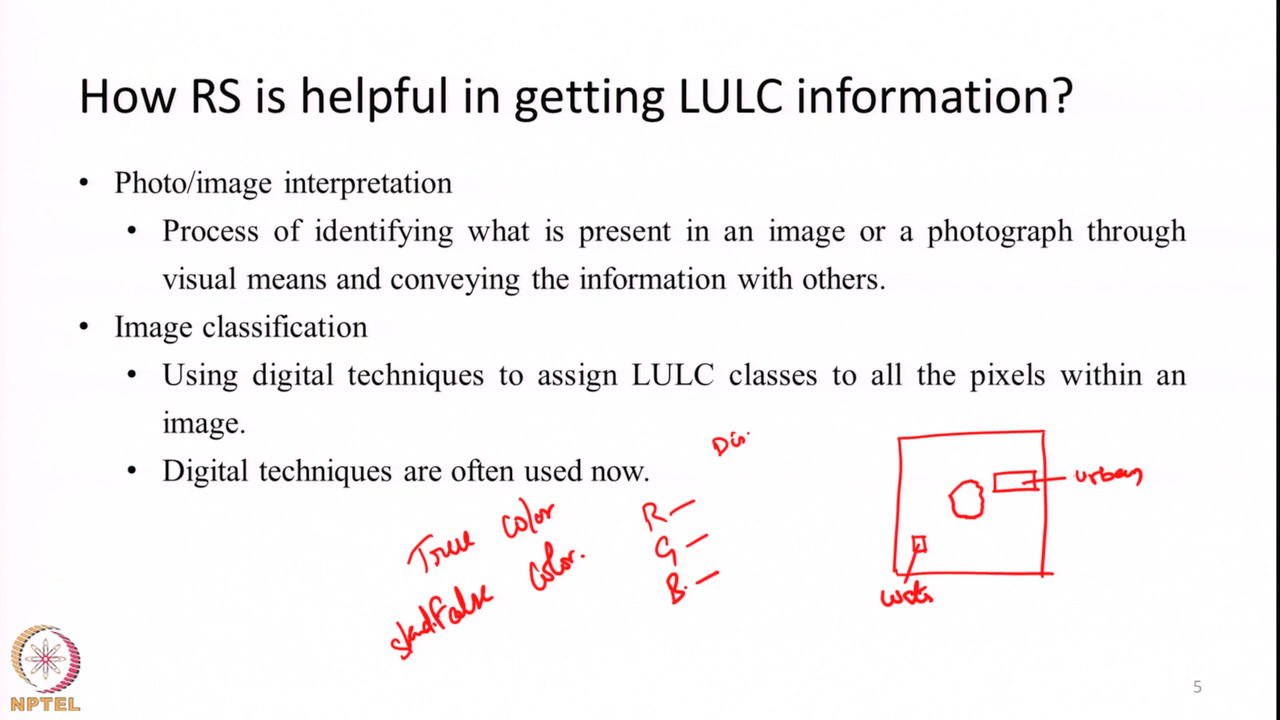 How RS is helpful in getting LULC information?
• Photo/image interpretation
• Process of identifying what is present in an image or a photograph through
visual means and conveying the information with others.
• Image classification
• Using digital techniques to assign LULC classes to all the pixels within an
image.
• Digital techniques are often used now.
Dis.
True color
stand.False color.
R –
G –
B. –
urban
NPTEL
5